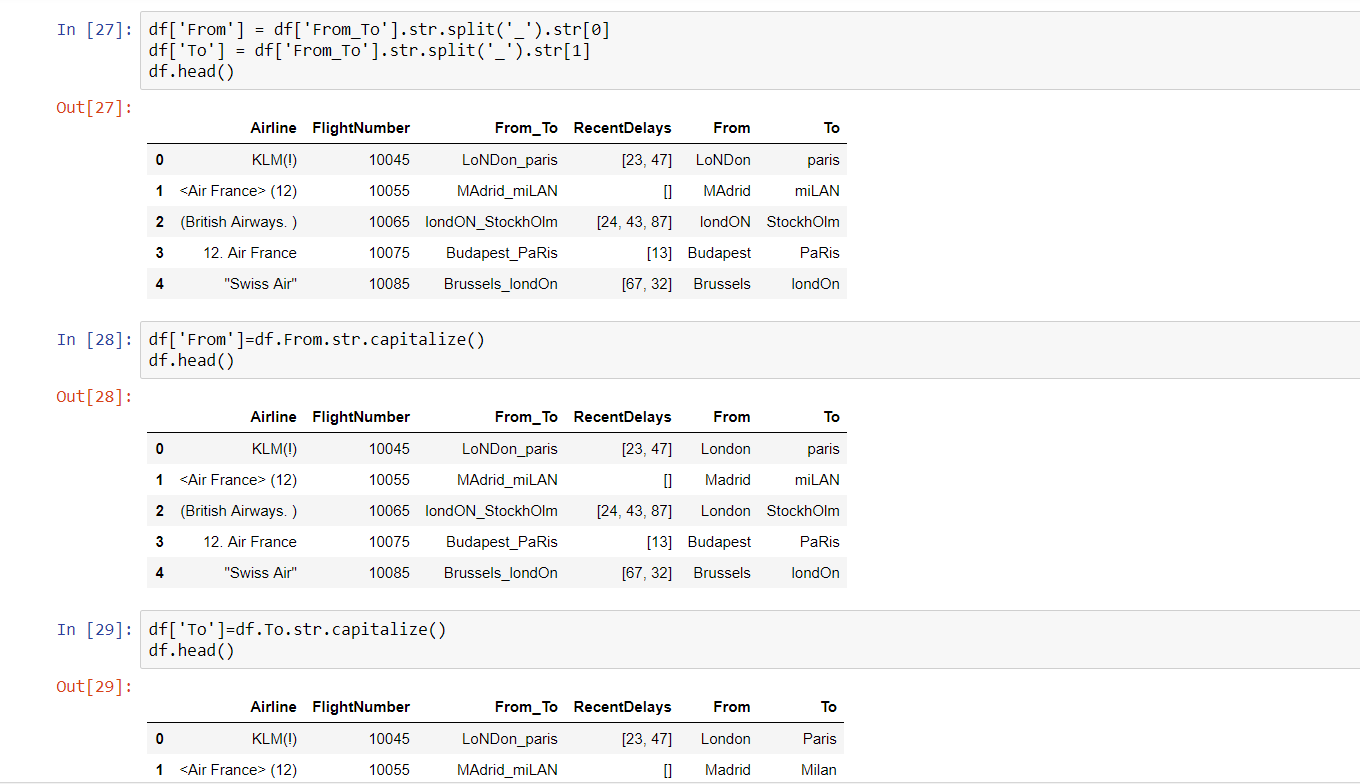 In [27]: df['From'] = df['From_To'].str.split('_').str[0]
df['To'] = df['From_To'].str.split('_').str[1]
df.head()
Out[27]:
Airline FlightNumber From_To RecentDelays From To
0 KLM(!) 10045 LoNDon_paris [23, 47] LoNDon paris
1 <Air France> (12) 10055 MAdrid_miLAN [] MAdrid miLAN
2 (British Airways. ) 10065 londON_StockhOlm [24, 43, 87] londON StockhOlm
3 12. Air France 10075 Budapest_PaRis [13] Budapest PaRis
4 "Swiss Air" 10085 Brussels_londOn [67, 32] Brussels londOn
In [28]: df['From']=df.From.str.capitalize()
df.head()
Out[28]:
Airline FlightNumber From_To RecentDelays From To
0 KLM(!) 10045 LoNDon_paris [23, 47] London paris
1 <Air France> (12) 10055 MAdrid_miLAN [] Madrid miLAN
2 (British Airways. ) 10065 londON_StockhOlm [24, 43, 87] London StockhOlm
3 12. Air France 10075 Budapest_PaRis [13] Budapest PaRis
4 "Swiss Air" 10085 Brussels_londOn [67, 32] Brussels londOn
In [29]: df['To']=df.To.str.capitalize()
df.head()
Out[29]:
Airline FlightNumber From_To RecentDelays From To
0 KLM(!) 10045 LoNDon_paris [23, 47] London Paris
1 <Air France> (12) 10055 MAdrid_miLAN [] Madrid Milan